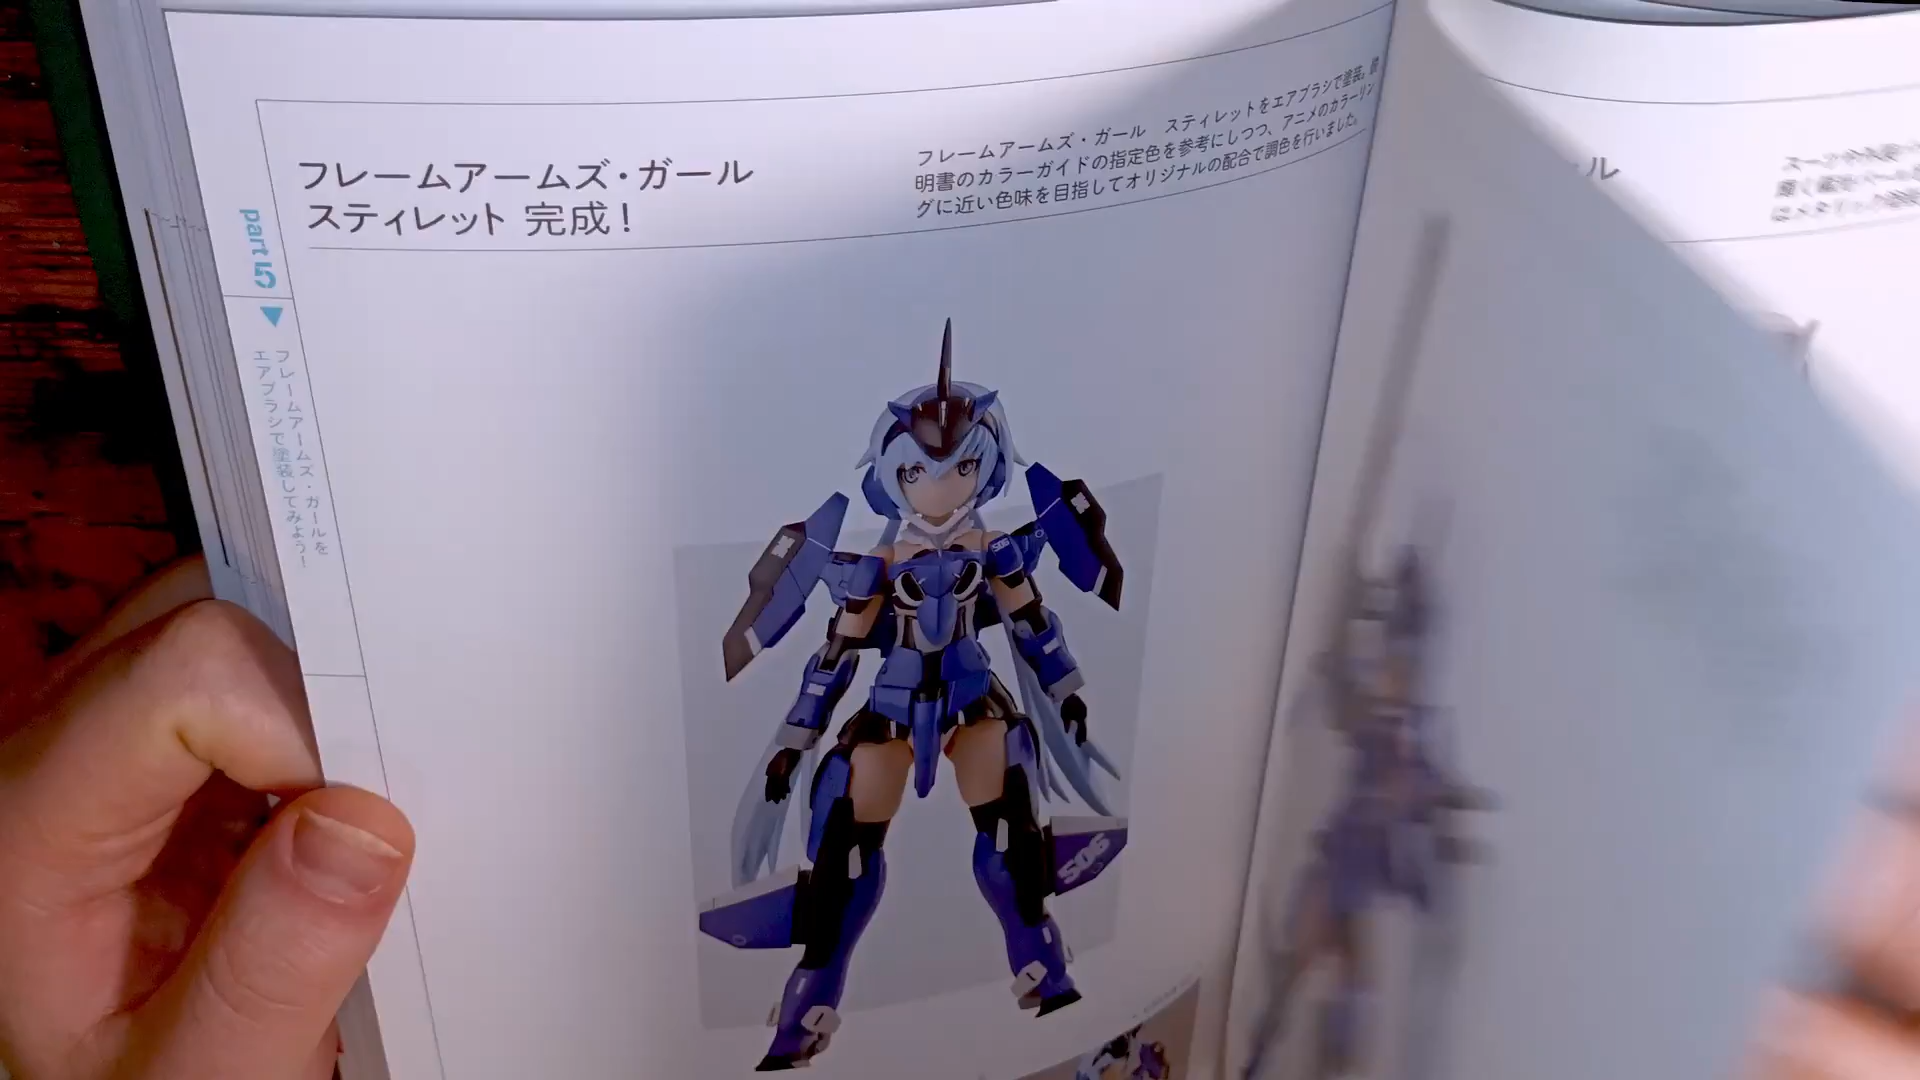 フレームアームズ・ガール
スティレット 完成！
フレームアームズ・ガール　スティレットをエアブラシで塗装。説
明書のカラーガイドの指定色を参考にしつつ、アニメのカラーリン
グに近い色味を目指してオリジナルの配合で調色を行いました。
part 5
フレームアームズ・ガールを
エアブラシで塗装してみよう！
ル
S06
S06